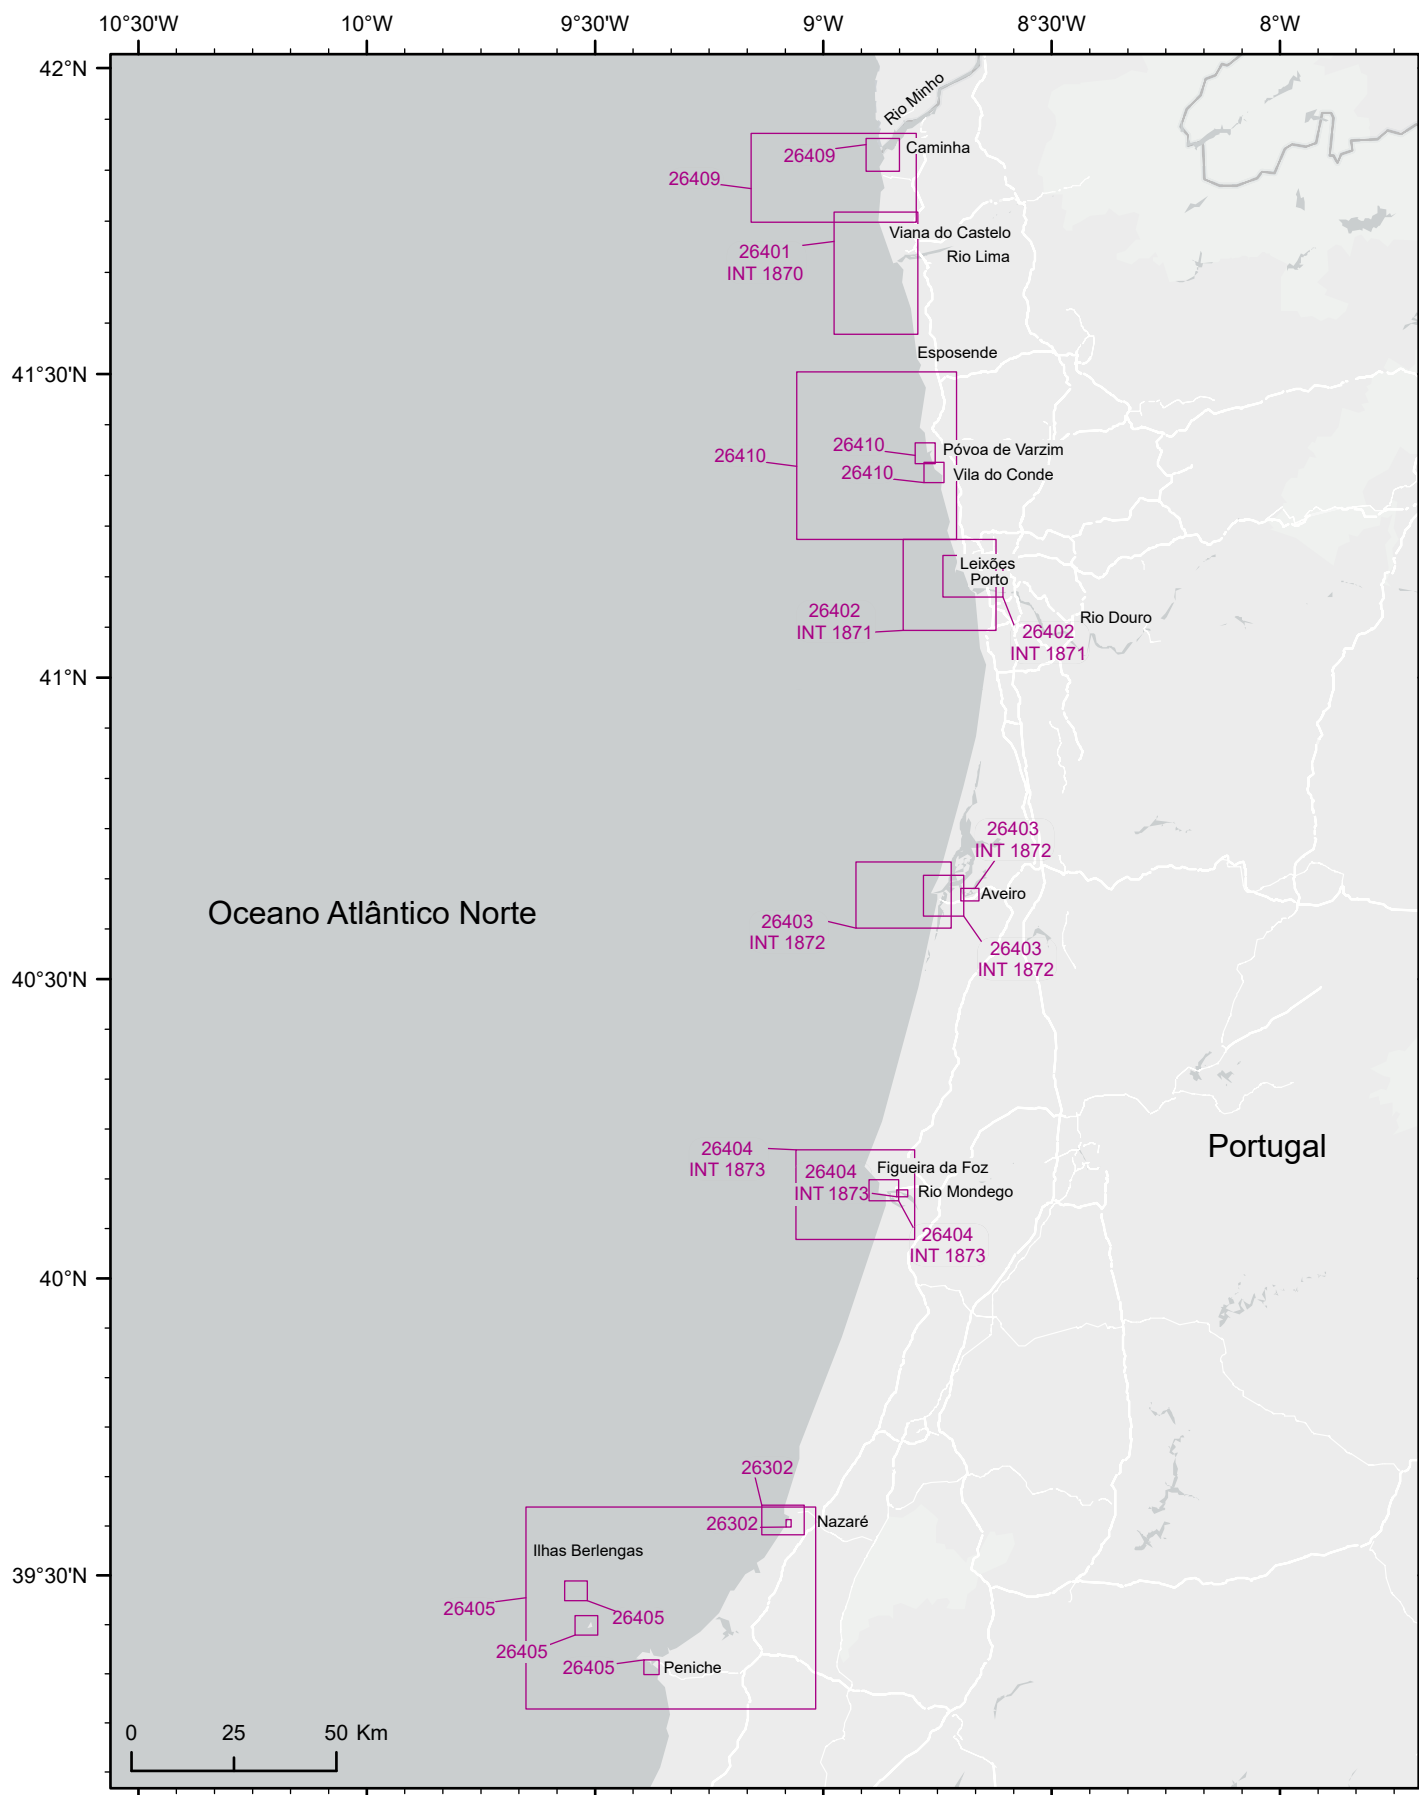 10°30'W 10°W 9°30'W 9°W 8°30'W 8°W
42°N
Rio Minho
26409
Caminha
26409
Viana do Castelo
26401
INT 1870
Rio Lima
Esposende
41°30'N
26410
Póvoa de Varzim
26410
26410
Vila do Conde
Leixões
Porto
26402
INT 1871
Rio Douro
26402
INT 1871
41°N
26403
INT 1872
Aveiro
26403
INT 1872
26403
INT 1872
Oceano Atlântico Norte
40°30'N
Portugal
26404
INT 1873
26404
INT 1873
Figueira da Foz
Rio Mondego
26404
INT 1873
40°N
26302
26302
Nazaré
Ilhas Berlengas
39°30'N
26405
26405
26405
26405
Peniche
0 25 50 Km